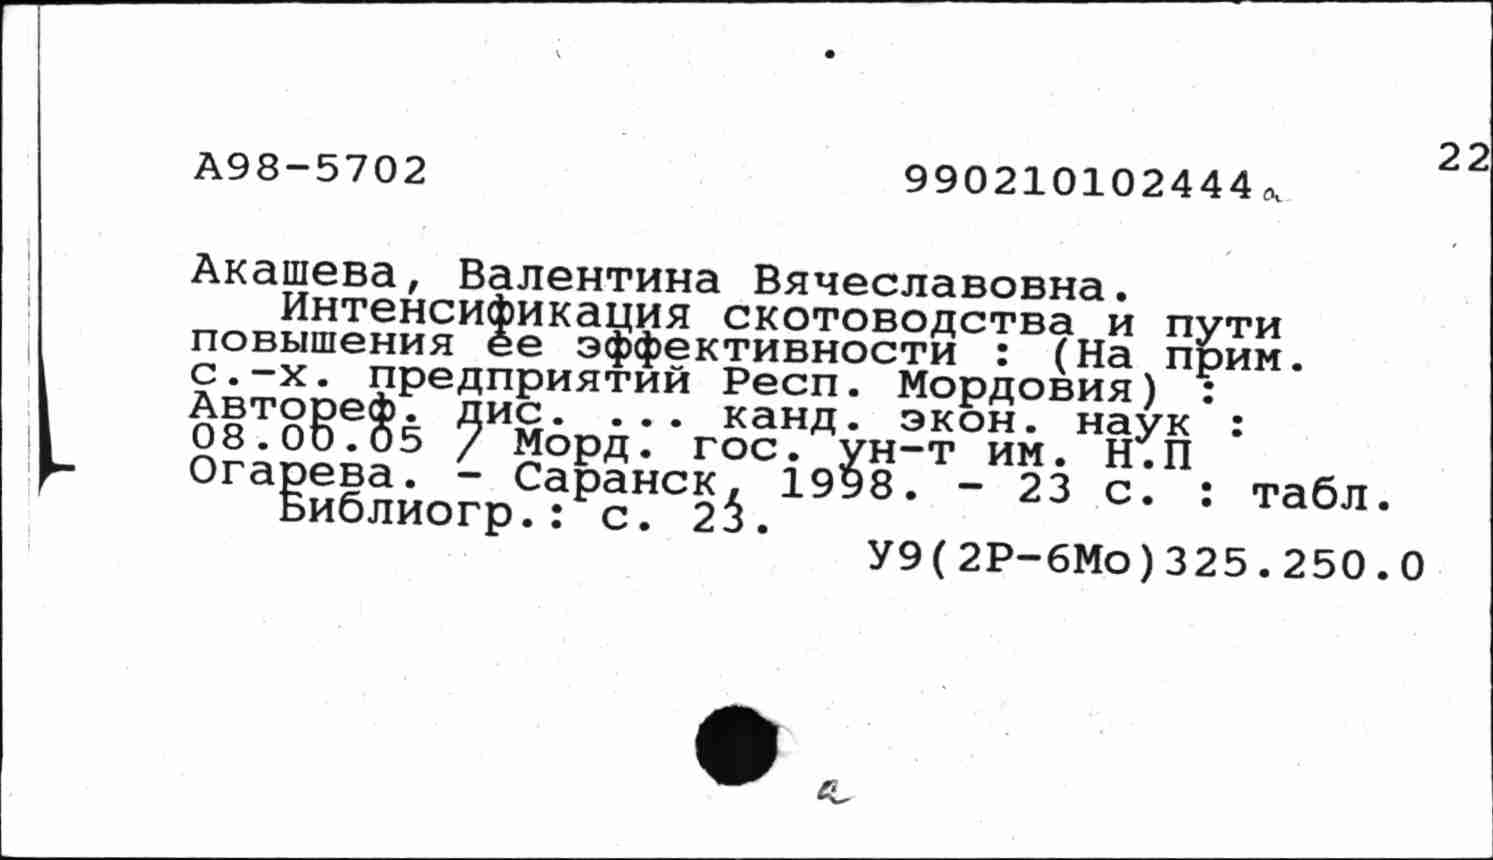 А98-5702
990210102444 а
22
Акашева, Валентина Вячеславовна.
Интенсификация скотоводства и пути
повышения ее эффективности : (На прим.
с.-х. предприятий Респ. Мордовия) :
Автореф. дис. ... канд. экон. наук :
08.00.05 / Морд. гос. ун-т им. Н.П
Огарева. - Саранск, 1998. - 23 с. : табл.
Библиогр.: с. 23.
У9(2Р-6Мо)325.250.0
а